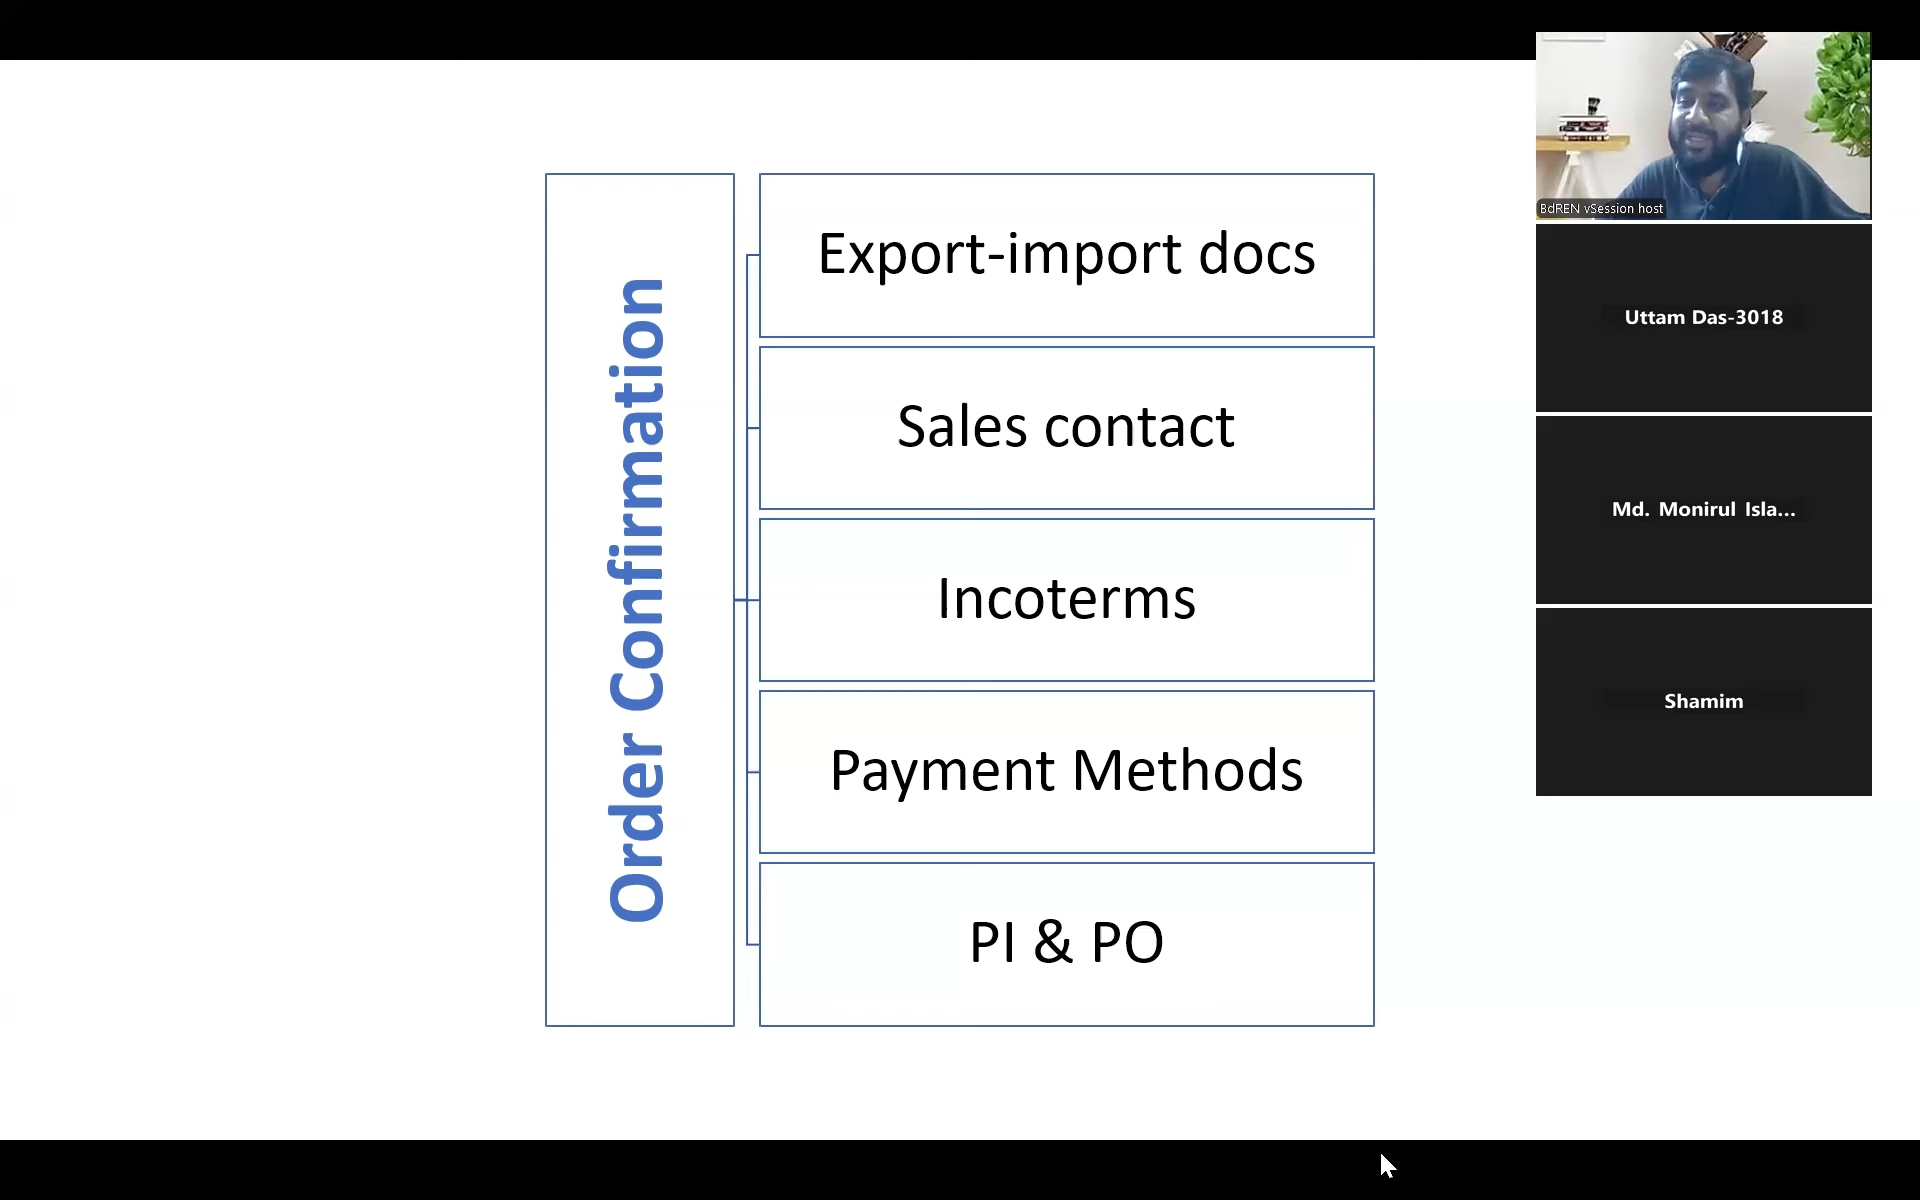 Order Confirmation
Export-import docs
Sales contact
Incoterms
Payment Methods
PI & PO
BdREN vSession host
Uttam Das-3018
Md. Monirul Isla...
Shamim